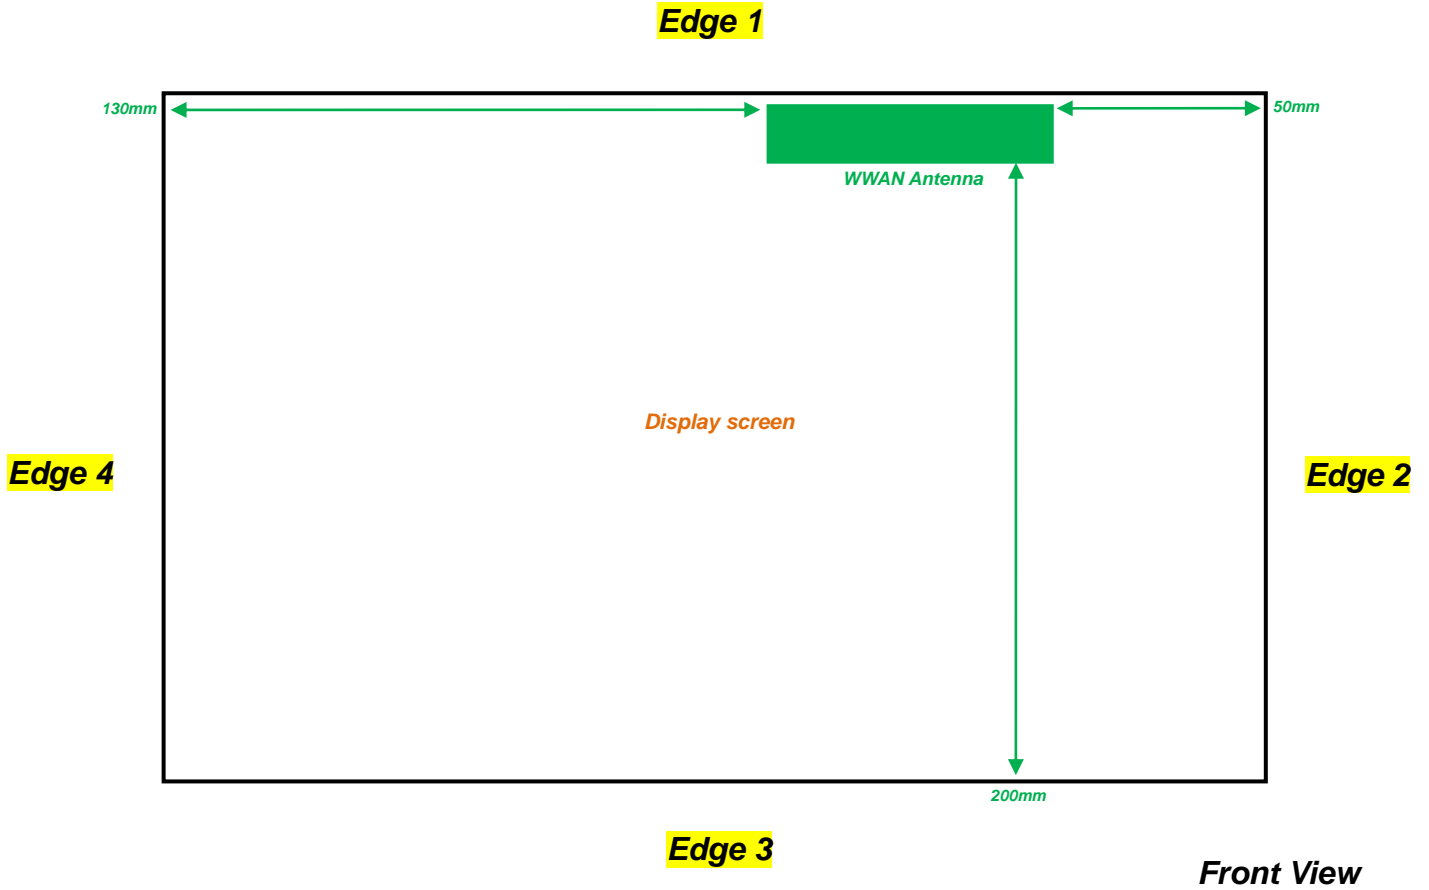 Edge 1
130mm
50mm
WWAN Antenna
Display screen
Edge 4
Edge 2
200mm
Edge 3
Front View